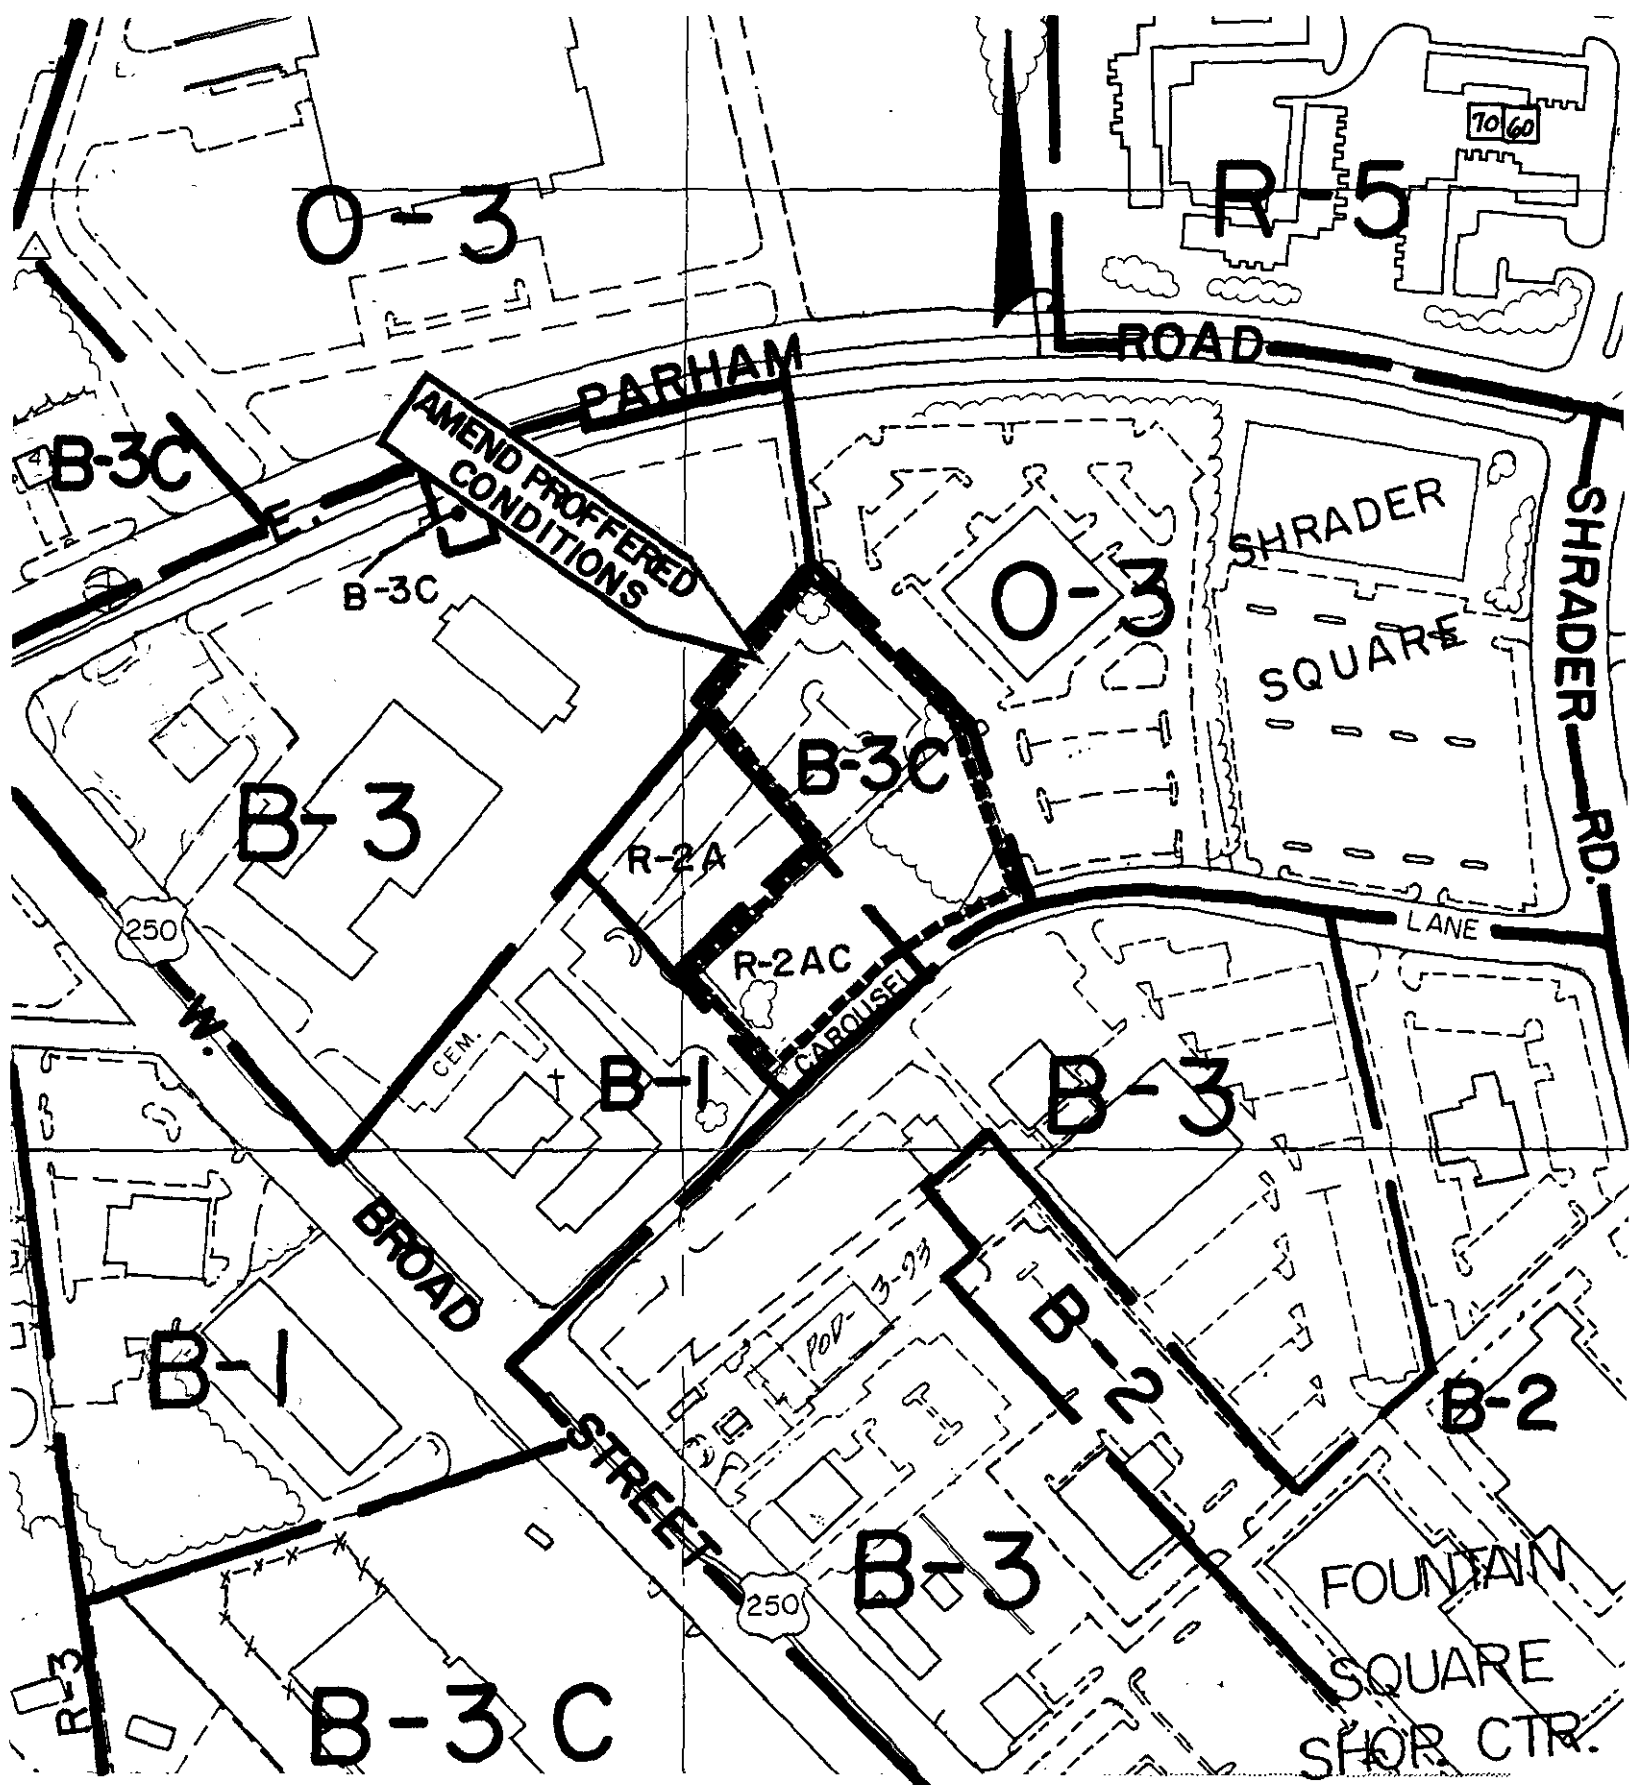 70 60
O-3
R-5
PARHAM ROAD
AMEND PROFFERED
CONDITIONS
B-3C
4
E.
B-3C
SHRADER
SQUARE
O-3
SHRADER RD.
B-3C
B-3
R-2A
250
LANE
R-2AC
CAROUSEL
W.
CEM.
B-1
B-3
BROAD
B-2
POD- 3-93
B-1
B-2
STREET
B-3
250
FOUNTAIN
SQUARE
SHOP. CTR.
R-3
B-3C